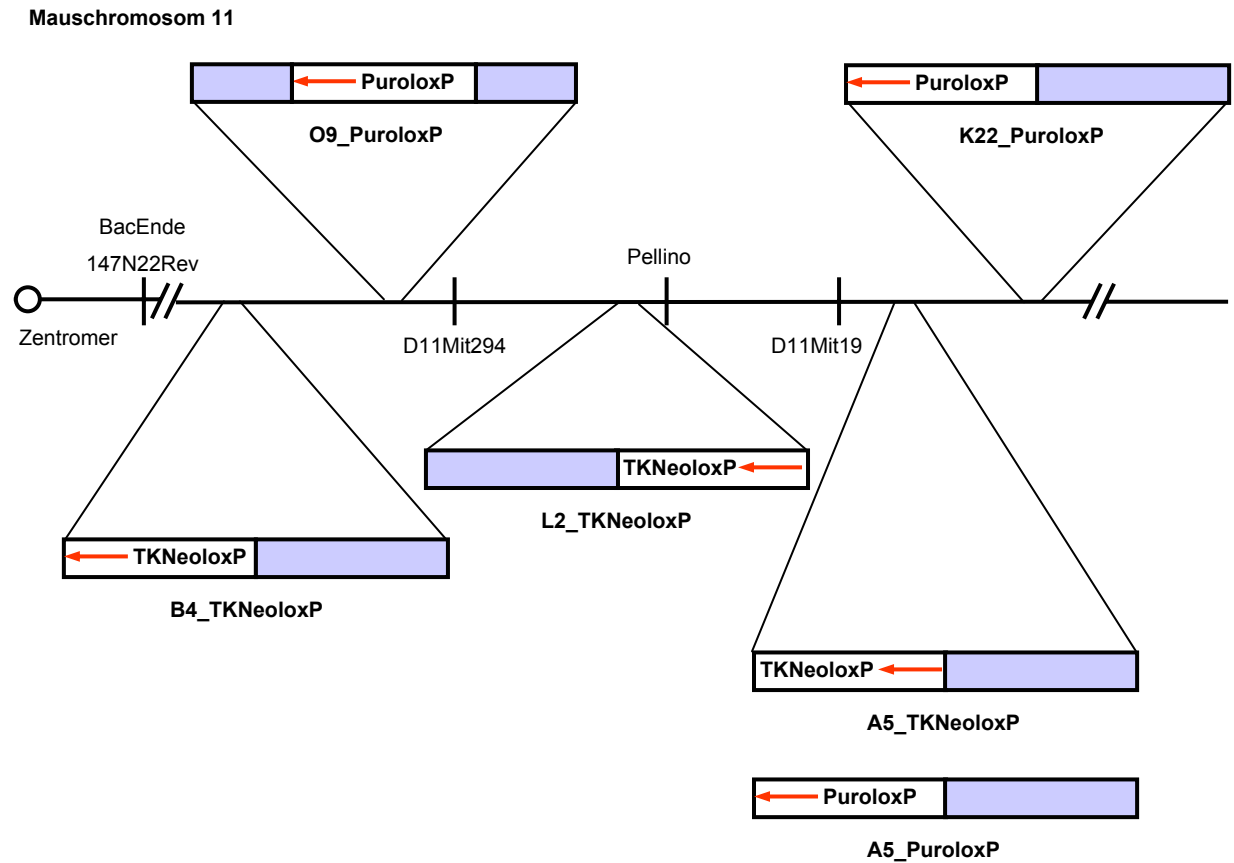 Mauschromosom 11
PuroloxP
O9_PuroloxP
PuroloxP
K22_PuroloxP
BacEnde
147N22Rev
Pellino
Zentromer
D11Mit294
D11Mit19
TKNeoloxP
L2_TKNeoloxP
TKNeoloxP
B4_TKNeoloxP
TKNeoloxP
A5_TKNeoloxP
PuroloxP
A5_PuroloxP